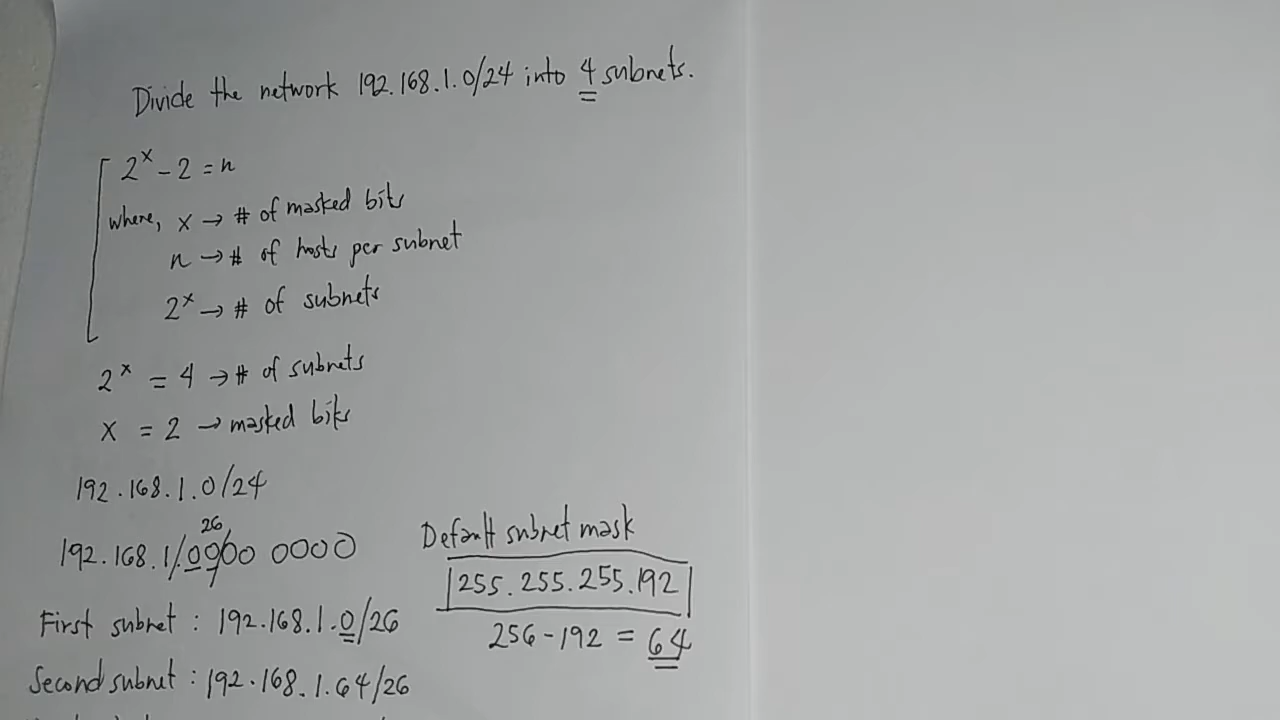 Divide the network 192.168.1.0/24 into 4 subnets.
2^x - 2 = n
where, x → # of masked bits
n → # of hosts per subnet
2^x → # of subnets
2^x = 4 → # of subnets
x = 2 → masked bits
192.168.1.0/24
26
192.168.1/.00/00 0000
Default subnet mask
255.255.255.192
256-192 = 64
First subnet : 192.168.1.0/26
Second subnet : 192.168.1.64/26